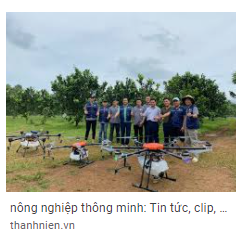 nông nghiệp thông minh: Tin tức, clip, ...
thanhnien.vn